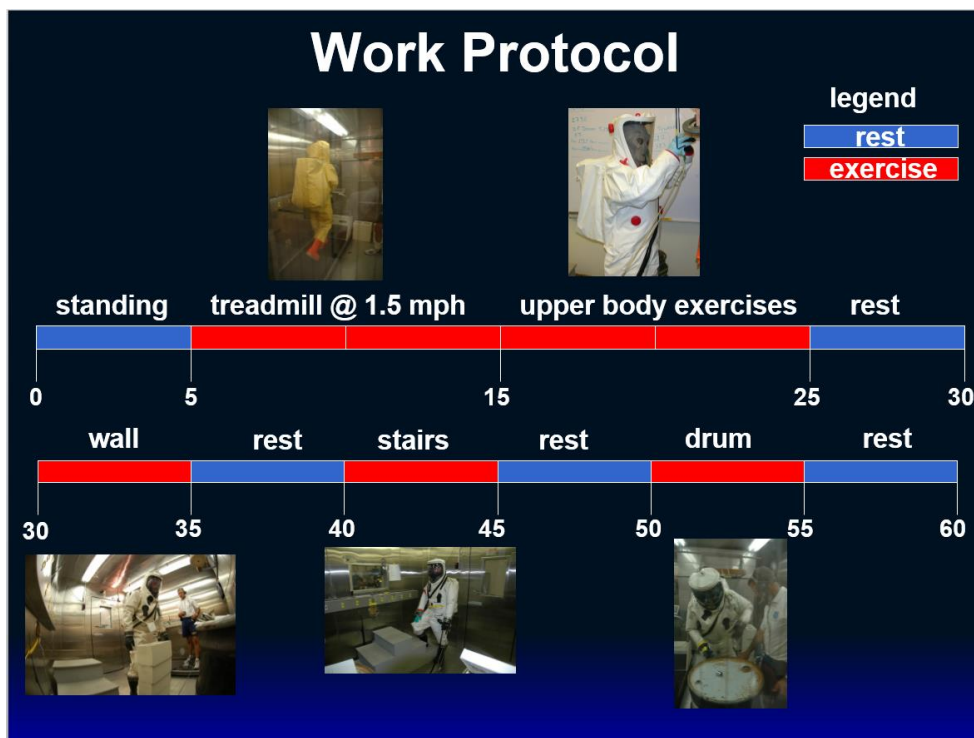 Work Protocol
legend
rest
exercise
standing treadmill @ 1.5 mph upper body exercises rest
0 5 15 25 30
wall rest stairs rest drum rest
30 35 40 45 50 55 60